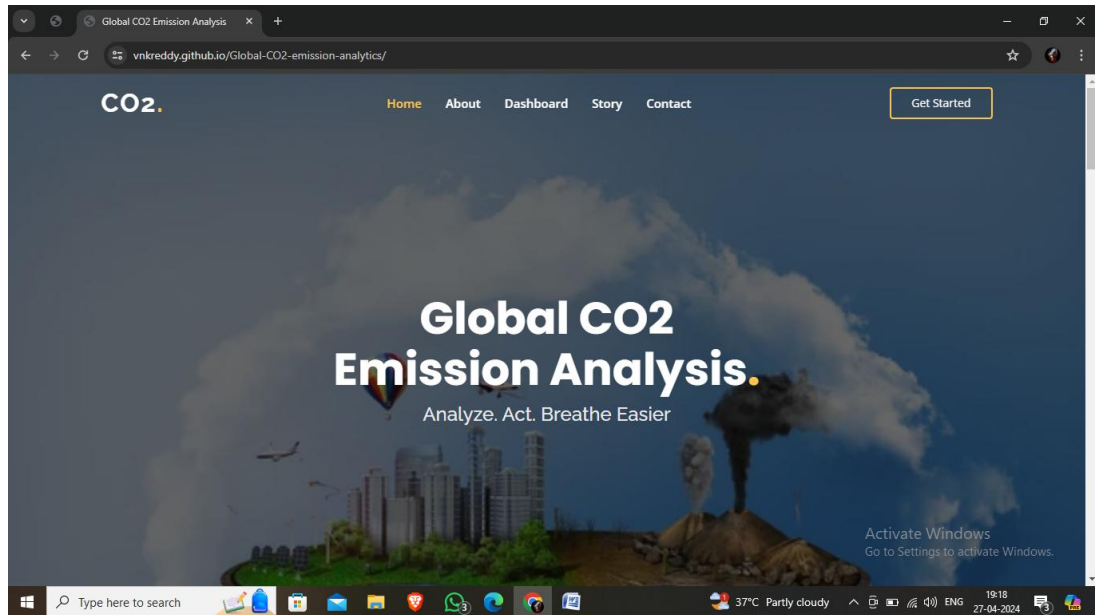 Global CO2 Emission Analysis
vnkreddy.github.io/Global-CO2-emission-analytics/
CO2.
Home About Dashboard Story Contact
Get Started
Global CO2
Emission Analysis.
Analyze. Act. Breathe Easier
Activate Windows
Go to Settings to activate Windows.
Type here to search
3
37°C Partly cloudy
ENG
19:18
27-04-2024
3